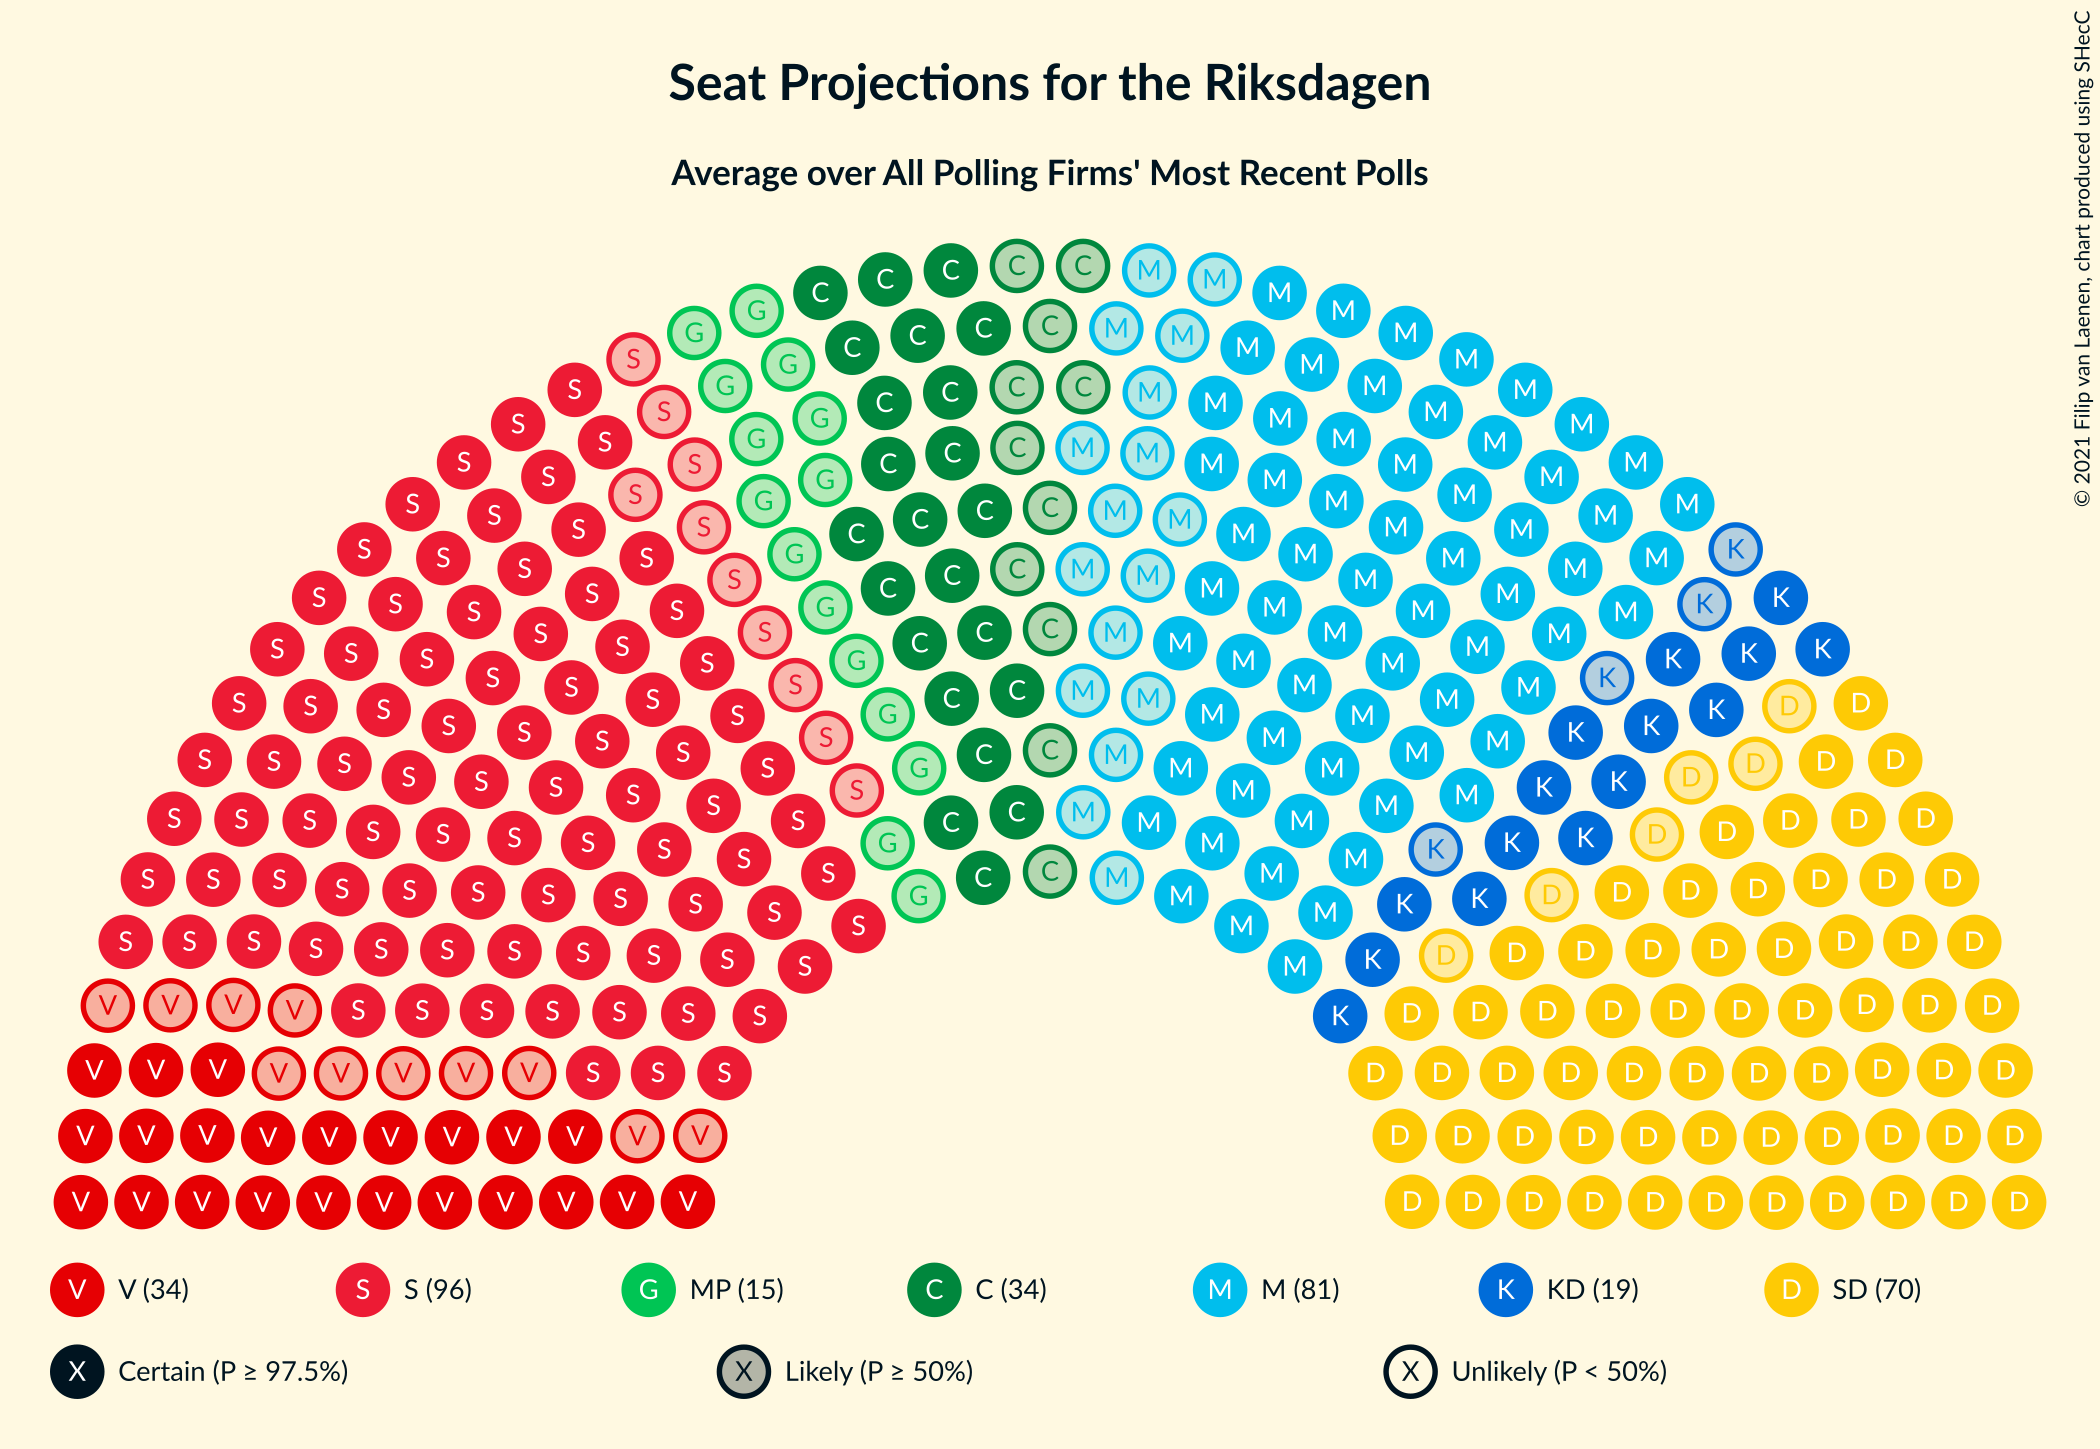 Seat Projections for the Riksdagen
Average over All Polling Firms' Most Recent Polls
© 2021 Filip van Laenen, chart produced using SHecC
V V (34) S S (96) G MP (15) C C (34) M M (81) K KD (19) D SD (70)
X Certain (P ≥ 97.5%) X Likely (P ≥ 50%) X Unlikely (P < 50%)